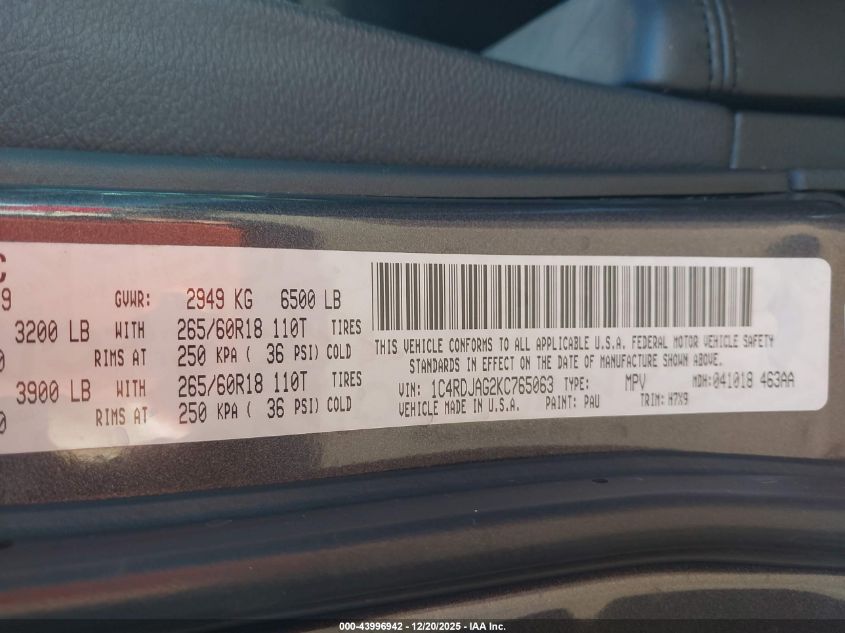 C
9 GVWR: 2949 KG 6500 LB
3200 LB WITH 265/60R18 110T TIRES
0 RIMS AT 250 KPA ( 36 PSI) COLD
3900 LB WITH 265/60R18 110T TIRES
0 RIMS AT 250 KPA ( 36 PSI) COLD
THIS VEHICLE CONFORMS TO ALL APPLICABLE U.S.A. FEDERAL MOTOR VEHICLE SAFETY
STANDARDS IN EFFECT ON THE DATE OF MANUFACTURE SHOWN ABOVE.
VIN: 1C4RDJAG2KC765063 TYPE: MPV MDH: 041018 463AA
VEHICLE MADE IN U.S.A. PAINT: PAU TRIM: H7X9
000-43996942 - 12/20/2025 - IAA Inc.